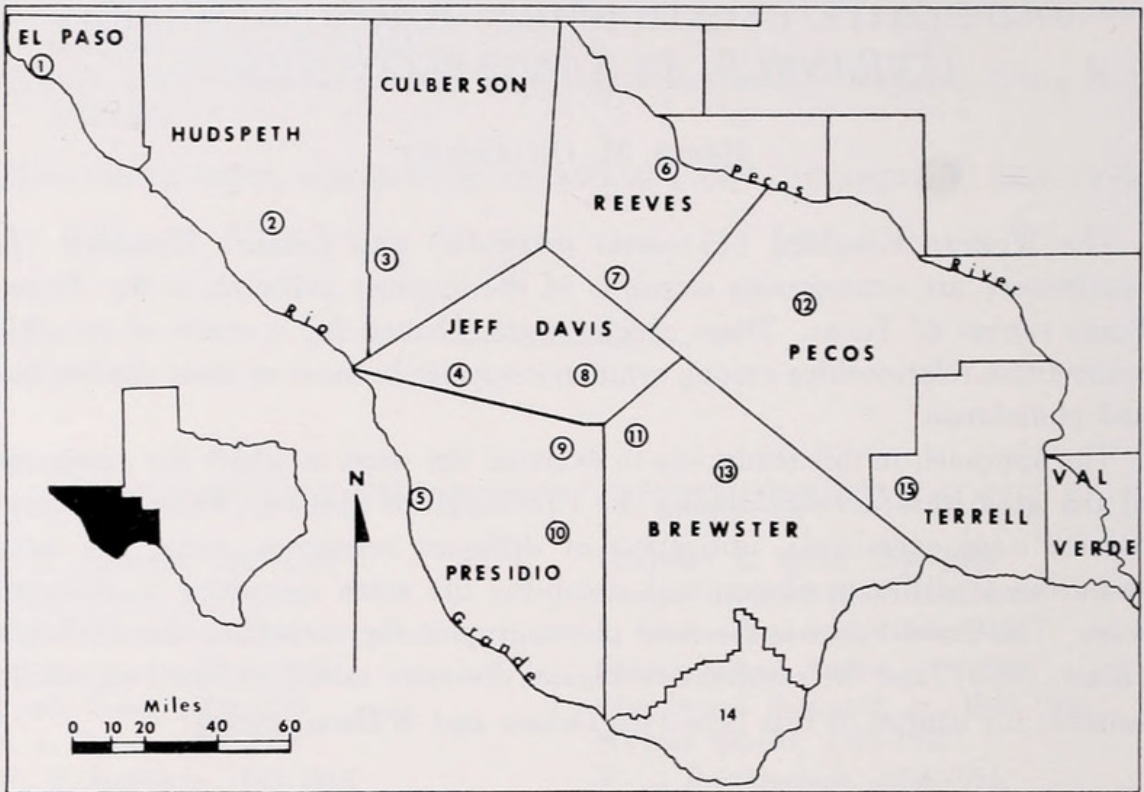 EL PASO
1
CULBERSON
HUDSPETH
2
3
6
Pecos
River
REEVES
7
12
PECOS
Rio
Grande
JEFF DAVIS
4
8
9
11
5
10
13
15
PRESIDIO
BREWSTER
TERRELL
VAL
VERDE
14
N
Miles
0 10 20 40 60